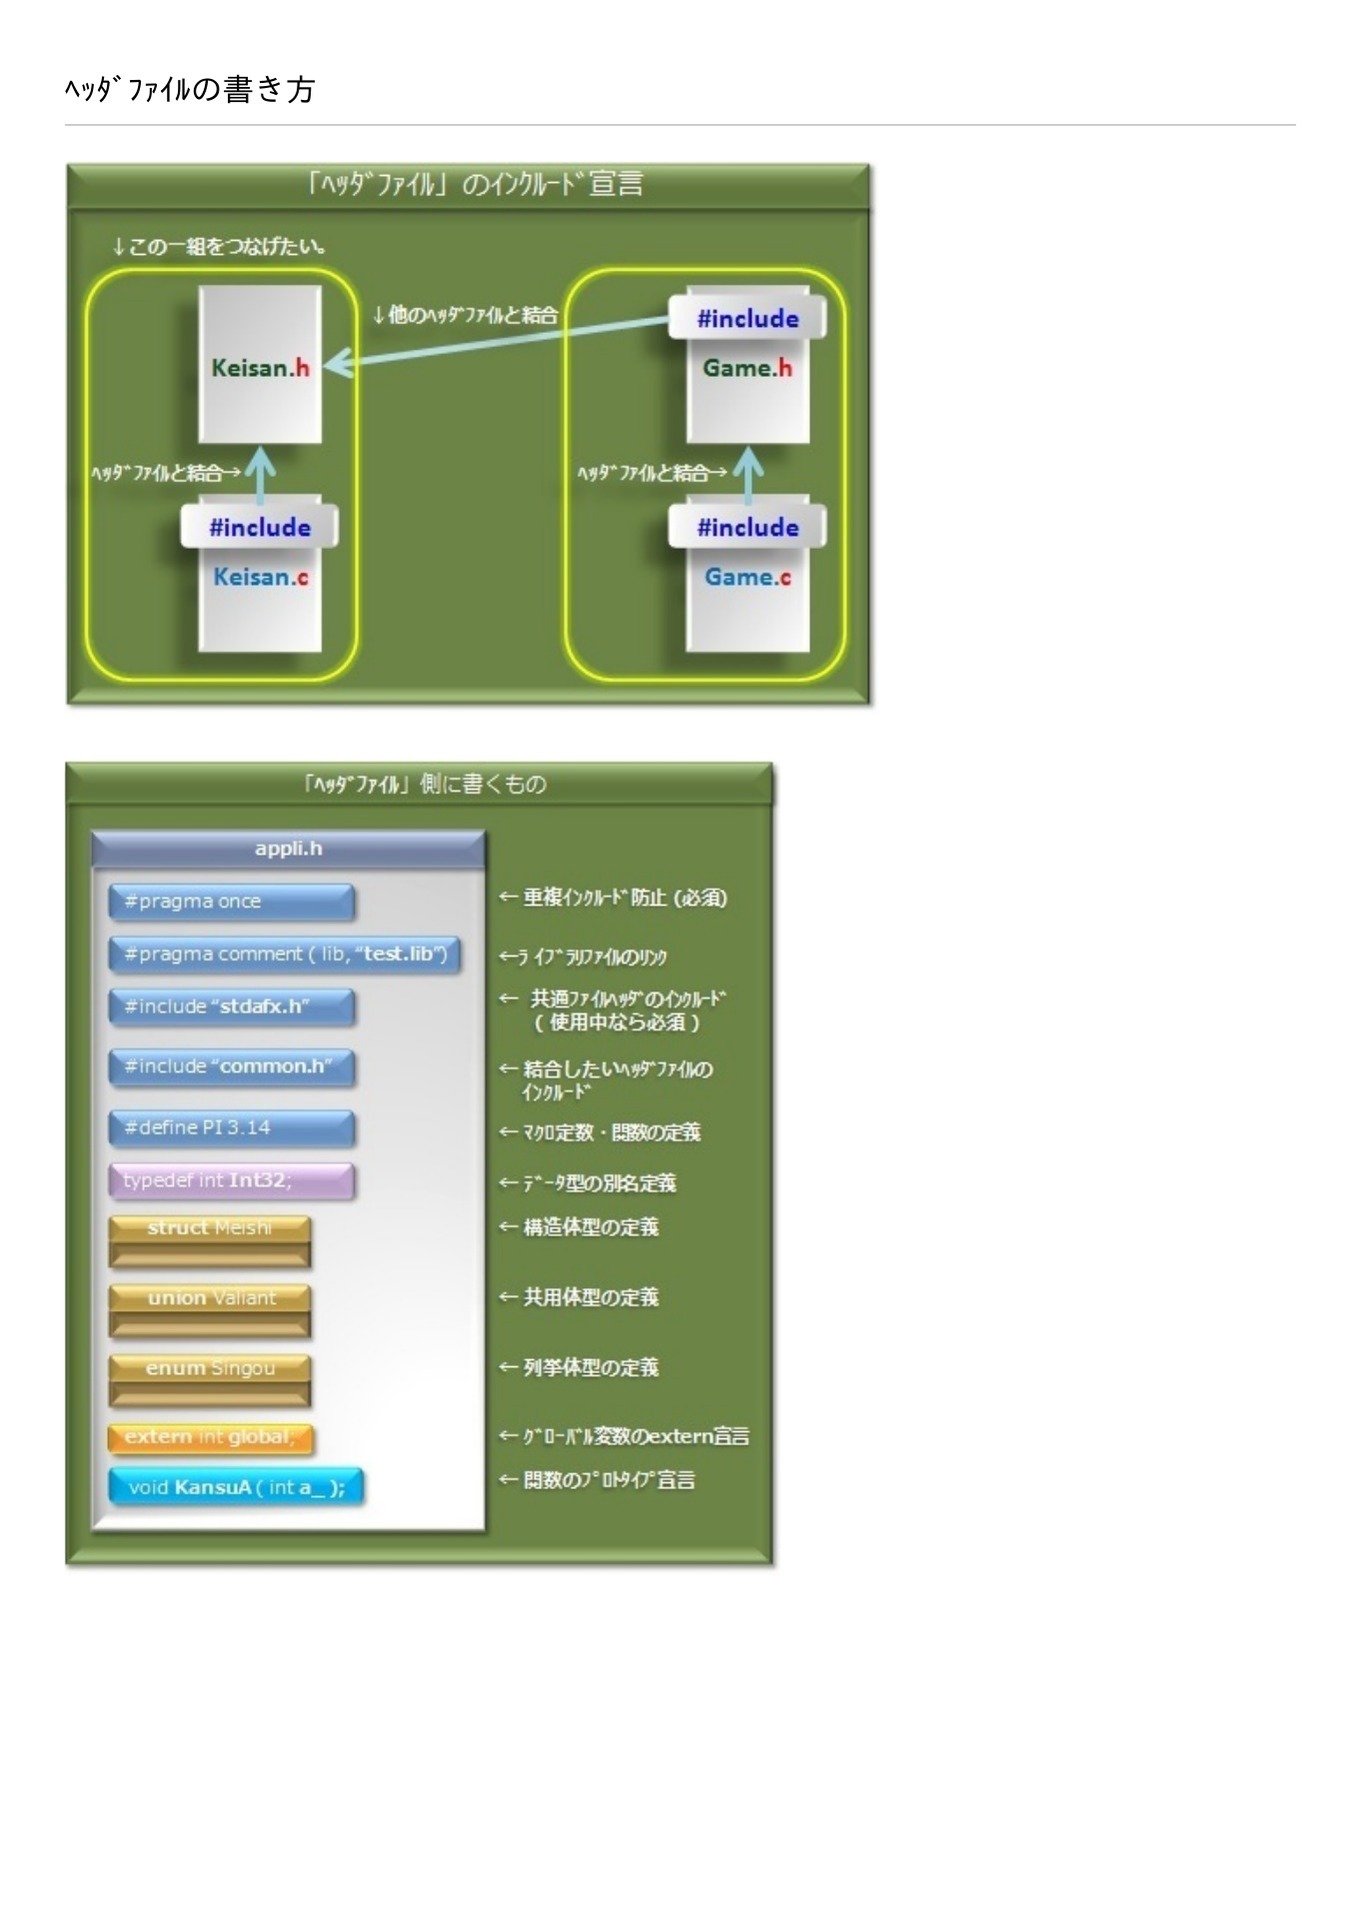 ﾍｯﾀﾞﾌｧｲﾙの書き方
「ﾍｯﾀﾞﾌｧｲﾙ」のｲﾝｸﾙｰﾄﾞ宣言
↓この一組をつなげたい。
↓他のﾍｯﾀﾞﾌｧｲﾙと結合
#include
Keisan.h
Game.h
ﾍｯﾀﾞﾌｧｲﾙと結合→
ﾍｯﾀﾞﾌｧｲﾙと結合→
#include
#include
Keisan.c
Game.c
「ﾍｯﾀﾞﾌｧｲﾙ」側に書くもの
appli.h
#pragma once
←重複ｲﾝｸﾙｰﾄﾞ防止 (必須)
#pragma comment ( lib, “test.lib”)
←ﾗｲﾌﾞﾗﾘﾌｧｲﾙのﾘﾝｸ
#include “stdafx.h”
← 共通ﾌｧｲﾙﾍｯﾀﾞのｲﾝｸﾙｰﾄﾞ
( 使用中なら必須 )
#include “common.h”
←結合したいﾍｯﾀﾞﾌｧｲﾙの
ｲﾝｸﾙｰﾄﾞ
#define PI 3.14
←ﾏｸﾛ定数・関数の定義
typedef int Int32;
←ﾃﾞｰﾀ型の別名定義
struct Meishi
←構造体型の定義
union Valiant
←共用体型の定義
enum Singou
←列挙体型の定義
extern int global;
←ｸﾞﾛｰﾊﾞﾙ変数のextern宣言
void KansuA ( int a_ );
←関数のﾌﾟﾛﾄﾀｲﾌﾟ宣言